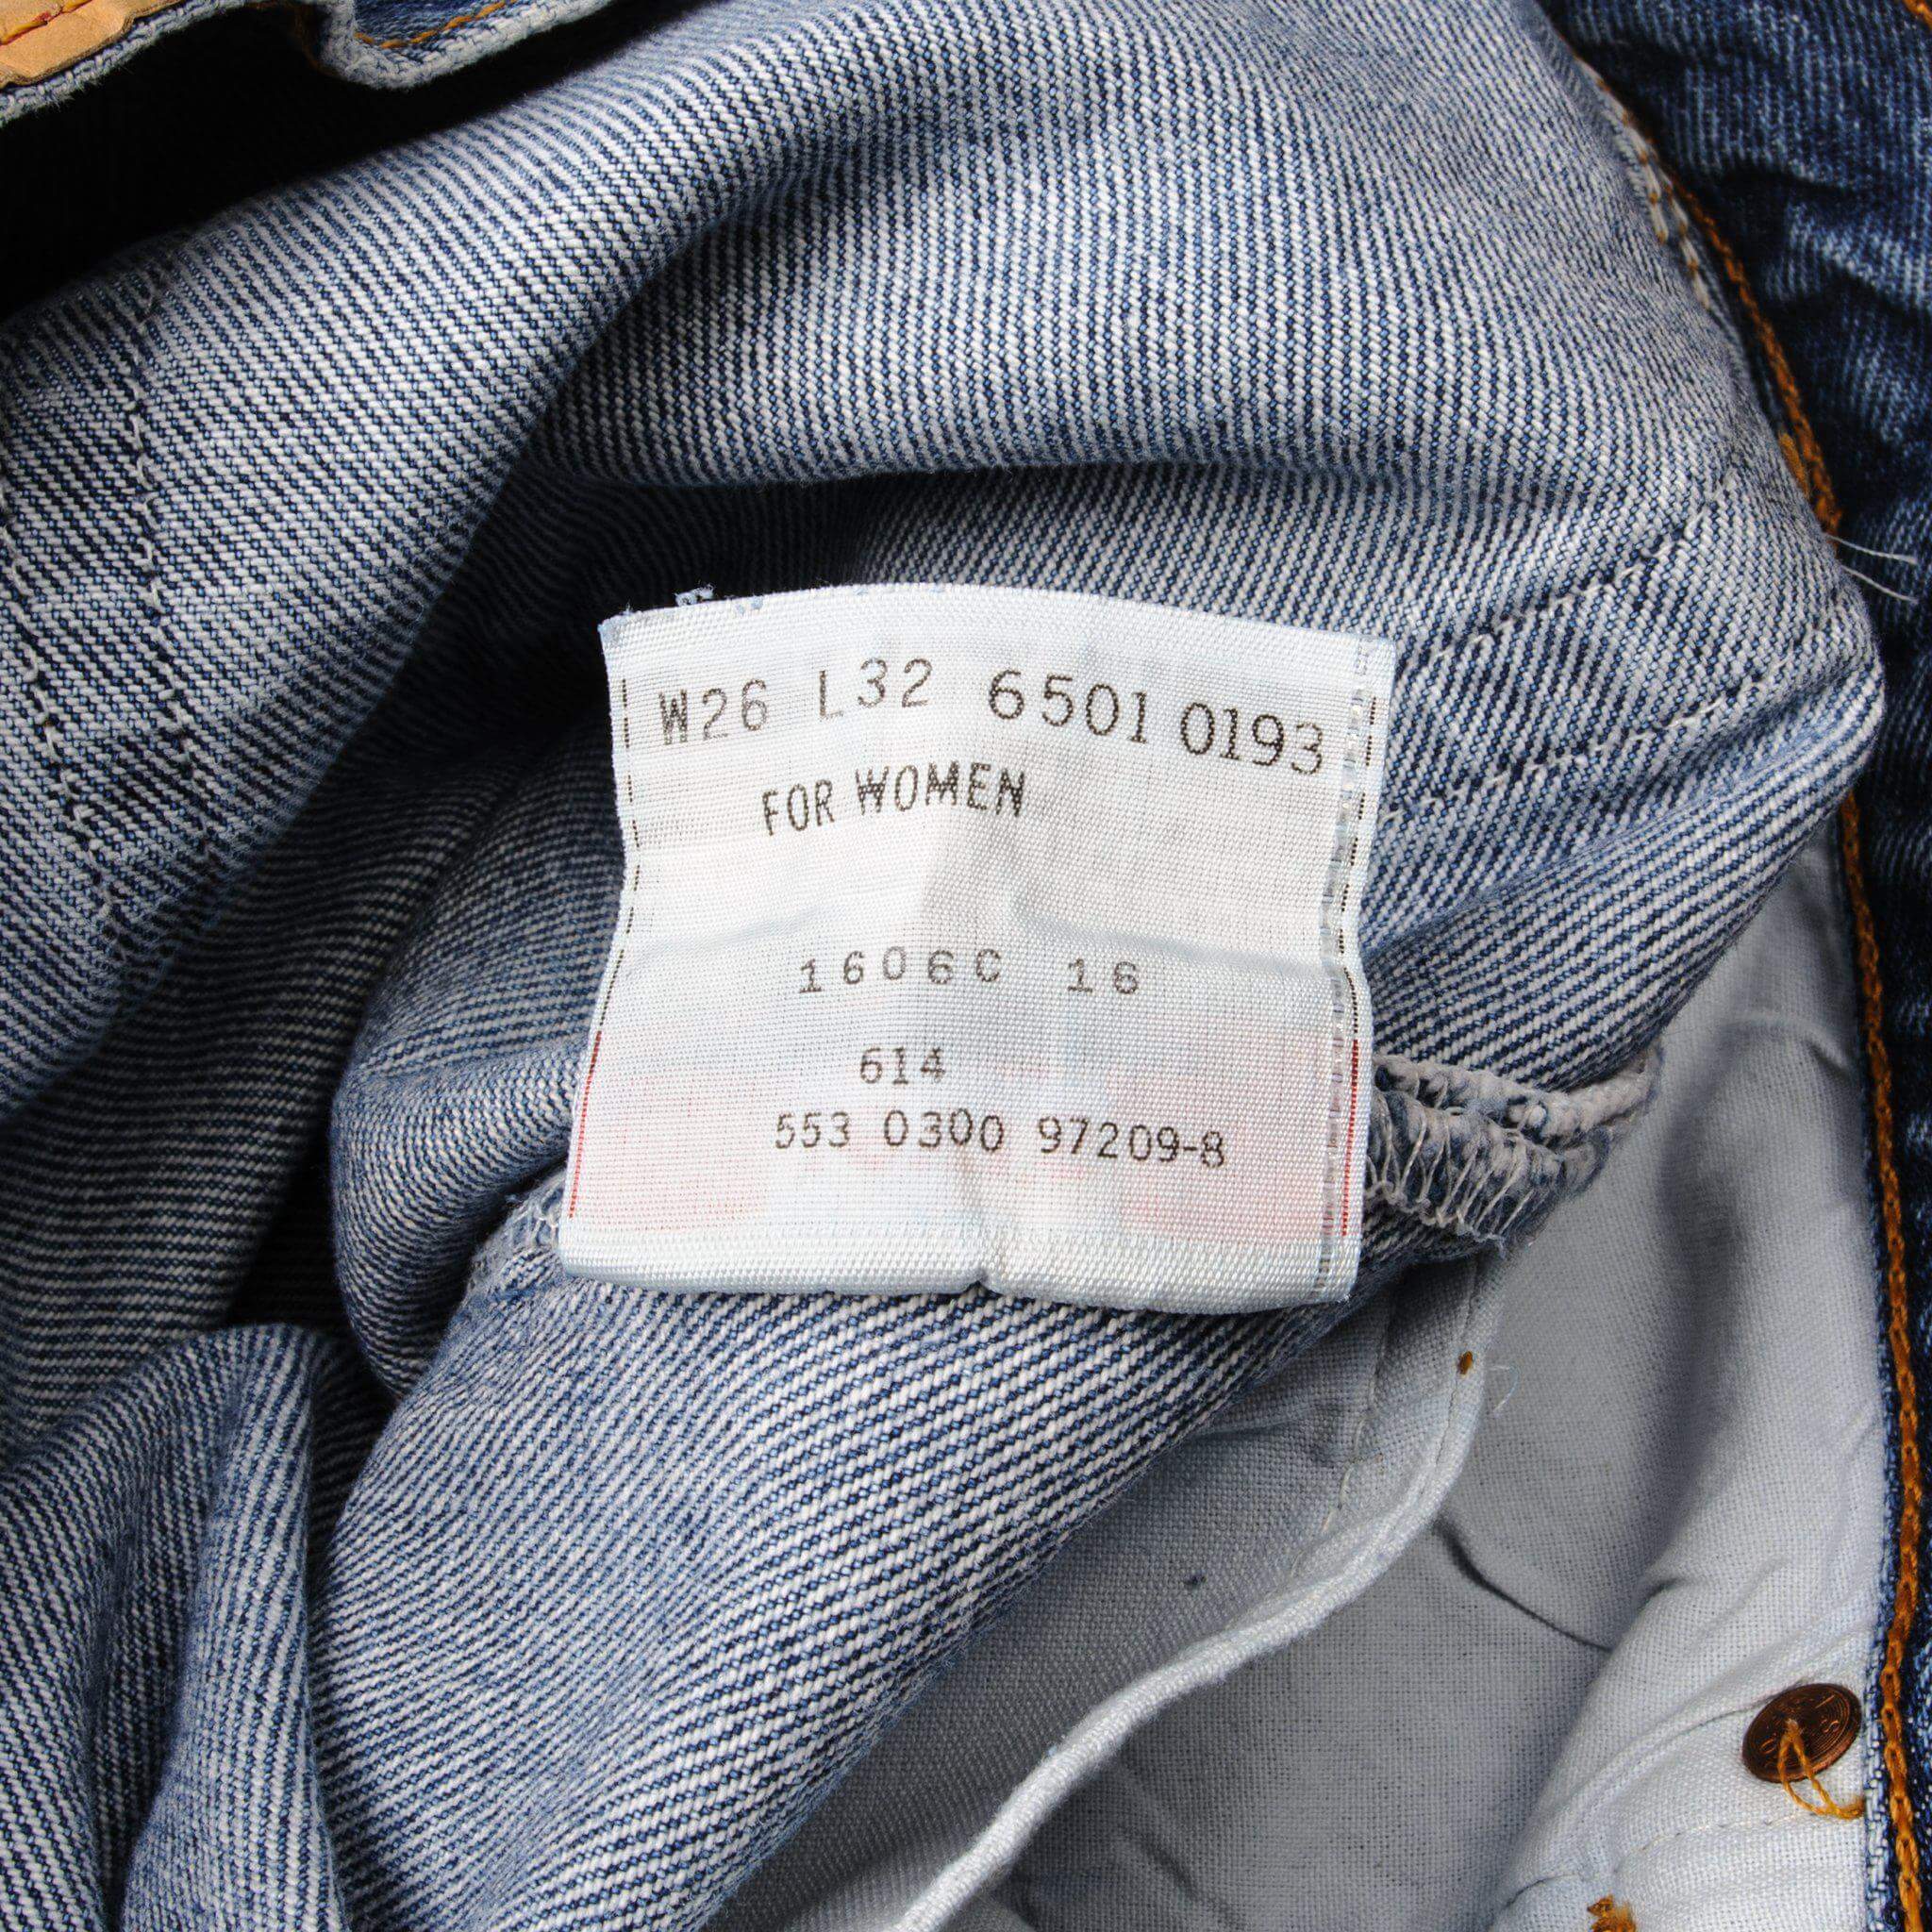 W26 L32 6501 0193
FOR WOMEN
1606C 16
614
553 0300 97209-8